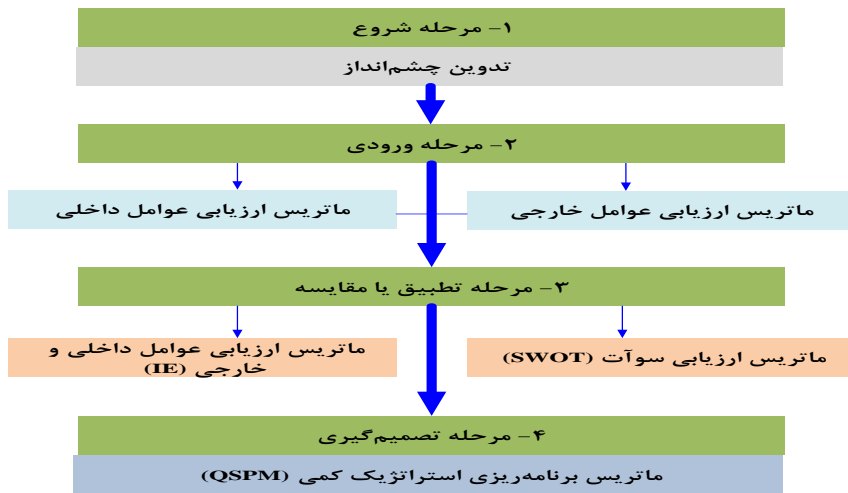 ۱- مرحله شروع
تدوین چشم‌انداز
۲- مرحله ورودی
ماتریس ارزیابی عوامل خارجی
ماتریس ارزیابی عوامل داخلی
۳- مرحله تطبیق یا مقایسه
ماتریس ارزیابی سوآت (SWOT)
ماتریس ارزیابی عوامل داخلی و
خارجی (IE)
۴- مرحله تصمیم‌گیری
ماتریس برنامه‌ریزی استراتژیک کمی (QSPM)